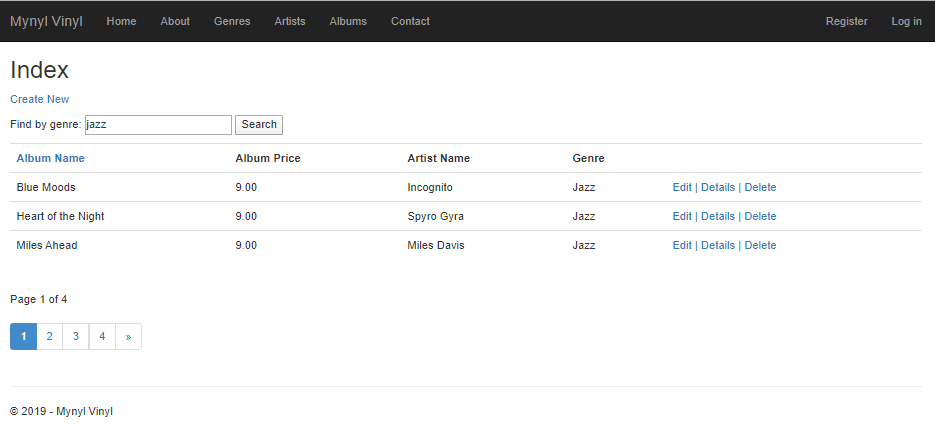 Mynyl Vinyl Home About Genres Artists Albums Contact Register Log in
Index
Create New
Find by genre: jazz Search
Album Name Album Price Artist Name Genre
Blue Moods 9.00 Incognito Jazz Edit | Details | Delete
Heart of the Night 9.00 Spyro Gyra Jazz Edit | Details | Delete
Miles Ahead 9.00 Miles Davis Jazz Edit | Details | Delete
Page 1 of 4
1 2 3 4 »
© 2019 - Mynyl Vinyl